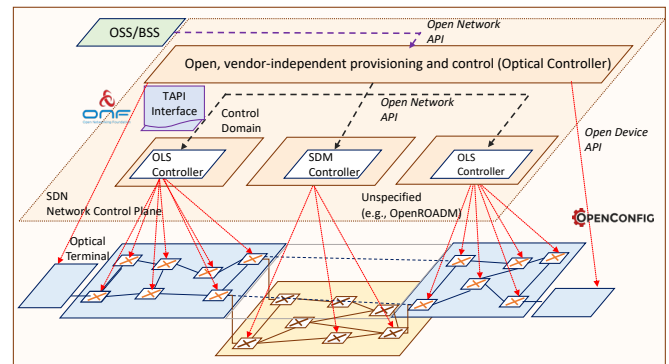 OSS/BSS
Open Network
API
Open, vendor-independent provisioning and control (Optical Controller)
TAPI
Interface
ONF
Control
Domain
Open Network
API
Open Device
API
OLS
Controller
SDM
Controller
OLS
Controller
SDN
Network Control Plane
Unspecified
(e.g., OpenROADM)
OPENCONFIG
Optical
Terminal